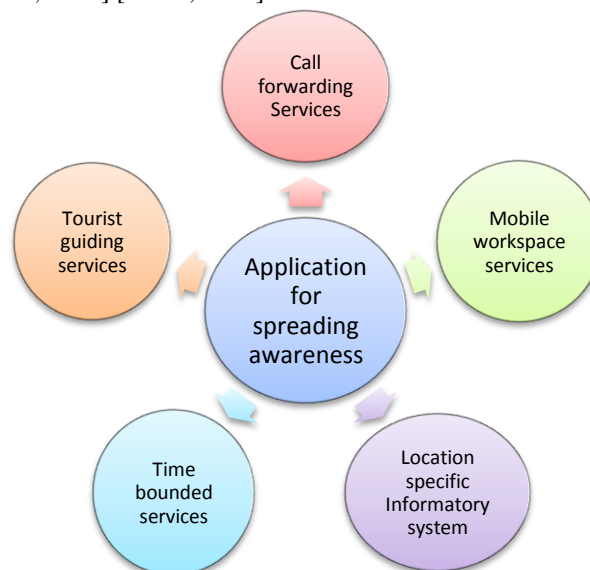 Call
forwarding
Services
Tourist
guiding
services
Mobile
workspace
services
Application
for
spreading
awareness
Time
bounded
services
Location
specific
Informatory
system